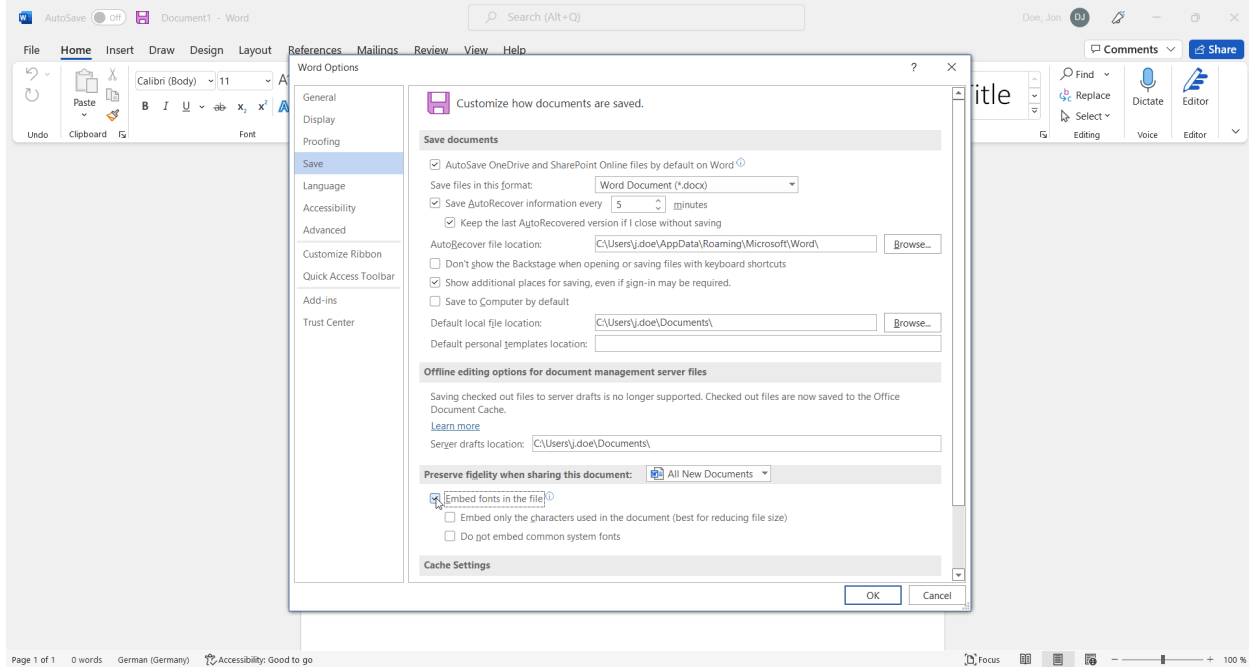 AutoSave Off Document1 - Word
Search (Alt+Q)
Doe, Jon DJ
File Home Insert Draw Design Layout References Mailings Review View Help
Comments Share
Paste
Calibri (Body) 11
B I U ab x₂ x² A
Undo Clipboard Font
itle
Find
Replace
Select
Editing
Dictate
Voice
Editor
Editor
Word Options
General
Display
Proofing
Save
Language
Accessibility
Advanced
Customize Ribbon
Quick Access Toolbar
Add-ins
Trust Center
Customize how documents are saved.
Save documents
AutoSave OneDrive and SharePoint Online files by default on Word
Save files in this format: Word Document (*.docx)
Save AutoRecover information every 5 minutes
Keep the last AutoRecovered version if I close without saving
AutoRecover file location: C:\Users\j.doe\AppData\Roaming\Microsoft\Word\ Browse...
Don't show the Backstage when opening or saving files with keyboard shortcuts
Show additional places for saving, even if sign-in may be required.
Save to Computer by default
Default local file location: C:\Users\j.doe\Documents\ Browse...
Default personal templates location:
Offline editing options for document management server files
Saving checked out files to server drafts is no longer supported. Checked out files are now saved to the Office
Document Cache.
Learn more
Server drafts location: C:\Users\j.doe\Documents\
Preserve fidelity when sharing this document: All New Documents
Embed fonts in the file
Embed only the characters used in the document (best for reducing file size)
Do not embed common system fonts
Cache Settings
OK Cancel
Page 1 of 1 0 words German (Germany) Accessibility: Good to go
Focus 100 %